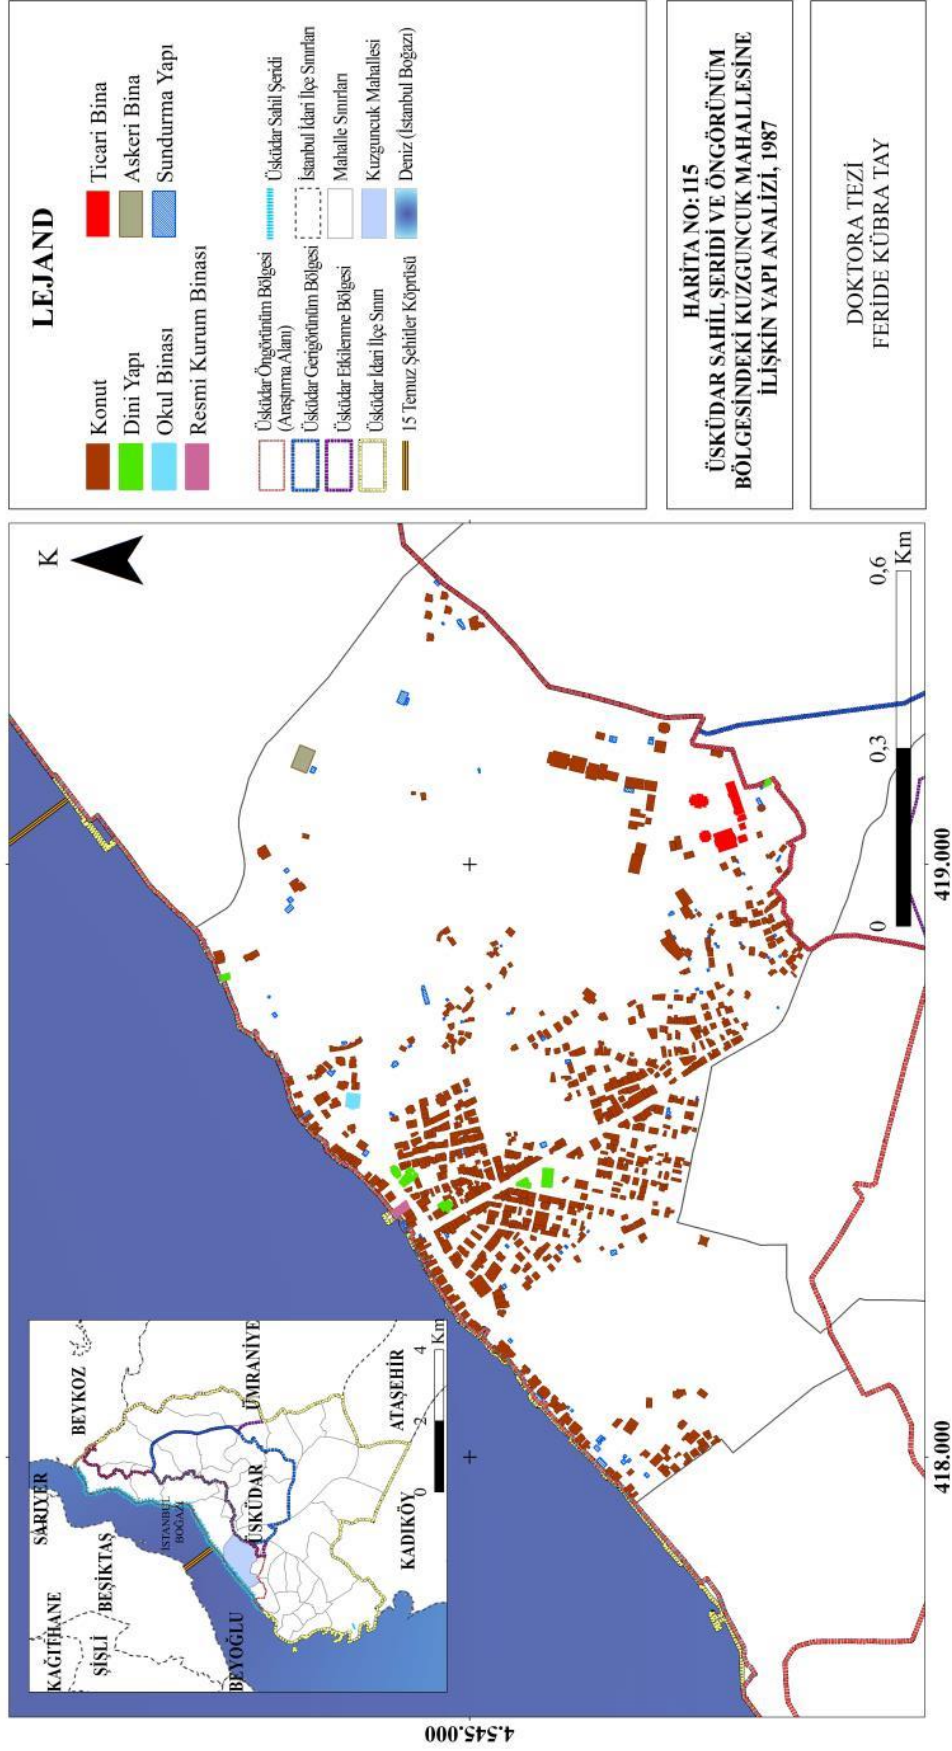 SARIYER
BEYKOZ
KAĞITHANE
ŞİŞLİ
BEŞİKTAŞ
İSTANBUL
BOĞAZI
BEYOĞLU
ÜSKÜDAR
ÜMRANİYE
ATAŞEHİR
KADIKÖY
0 2 4 Km
K
0 0,3 0,6
Km
4.545.000
418.000
419.000
LEJAND
Konut
Dini Yapı
Okul Binası
Resmi Kurum Binası
Ticari Bina
Askeri Bina
Sundurma Yapı
Üsküdar Öngörünüm Bölgesi
(Araştırma Alanı)
Üsküdar Gerigörünüm Bölgesi
Üsküdar Etkilenme Bölgesi
Üsküdar İdari İlçe Sınırı
15 Temuz Şehitler Köprüsü
Üsküdar Sahil Şeridi
İstanbul İdari İlçe Sınırları
Mahalle Sınırları
Kuzguncuk Mahallesi
Deniz (İstanbul Boğazı)
HARİTA NO: 115
ÜSKÜDAR SAHİL ŞERİDİ VE ÖNGÖRÜNÜM
BÖLGESİNDEKİ KUZGUNCUK MAHALLESİNE
İLİŞKİN YAPI ANALİZİ, 1987
DOKTORA TEZİ
FERİDE KÜBRA TAY